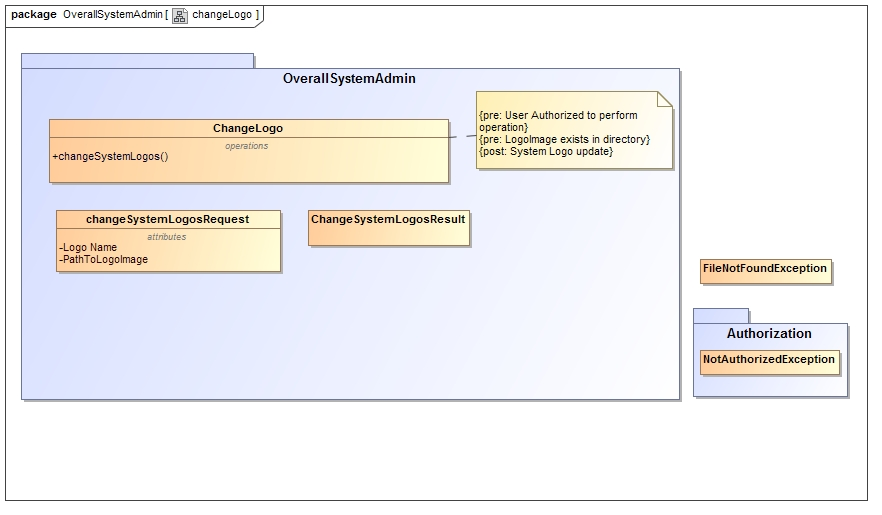 package OverallSystemAdmin [ changeLogo ]
OverallSystemAdmin
ChangeLogo
operations
+changeSystemLogos()
{pre: User Authorized to perform
operation}
{pre: LogoImage exists in directory}
{post: System Logo update}
changeSystemLogosRequest
attributes
-Logo Name
-PathToLogoImage
ChangeSystemLogosResult
FileNotFoundException
Authorization
NotAuthorizedException